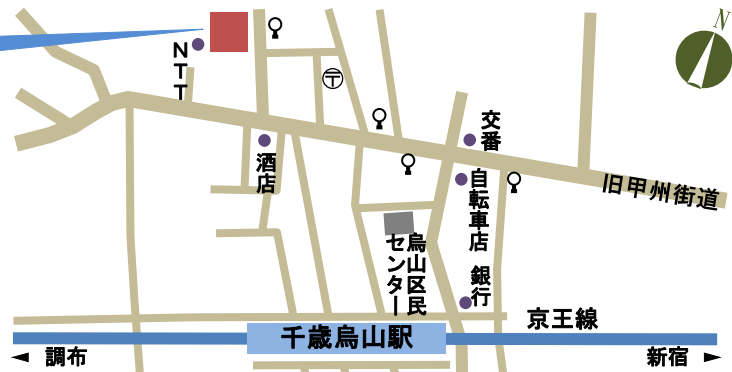 N
NTT
〒
交番
酒店
自転車店
旧甲州街道
烏山区民
センター
銀行
京王線
千歳烏山駅
◄ 調布
新宿 ►